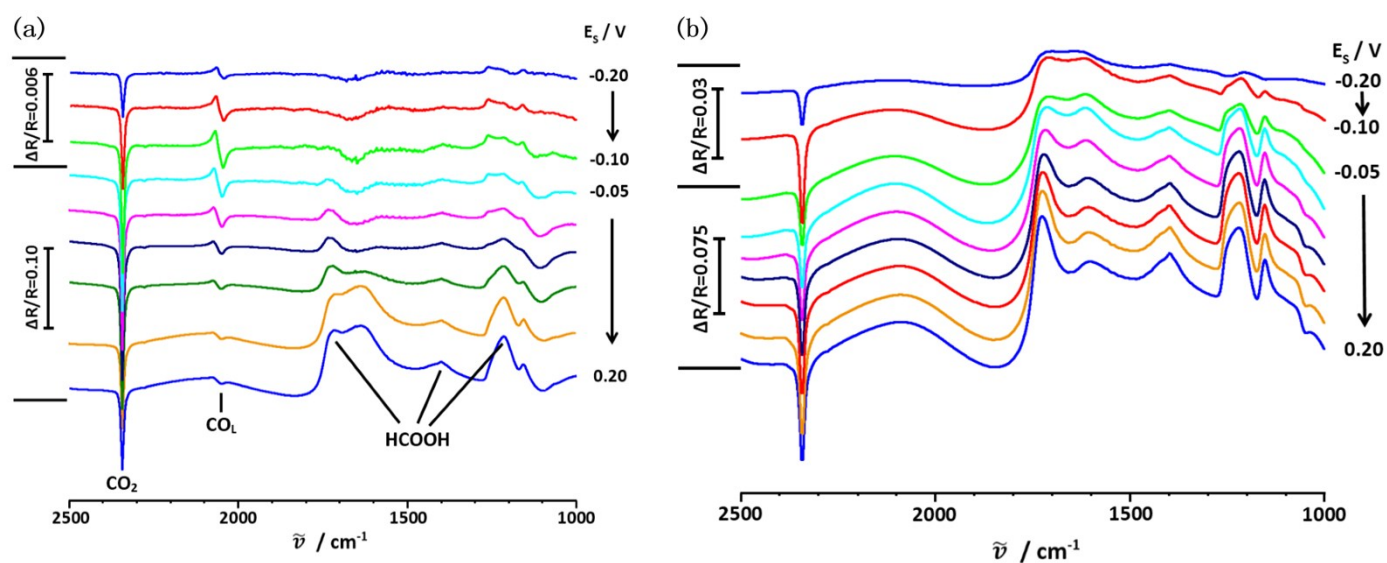 (a)
E_S / V
ΔR/R=0.006
-0.20
-0.10
-0.05
ΔR/R=0.10
0.20
CO_L
HCOOH
CO₂
2500 2000 1500 1000
ṽ / cm⁻¹
(b)
E_S / V
ΔR/R=0.03
-0.20
-0.10
-0.05
ΔR/R=0.075
0.20
2500 2000 1500 1000
ṽ / cm⁻¹